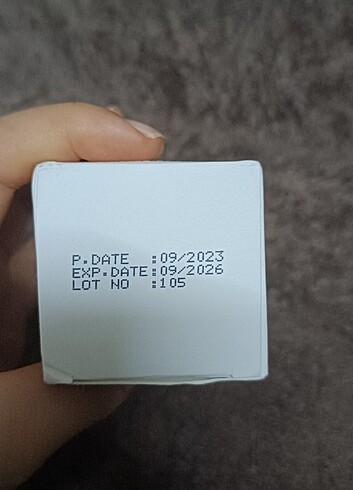 P.DATE :09/2023
EXP.DATE:09/2026
LOT NO :105